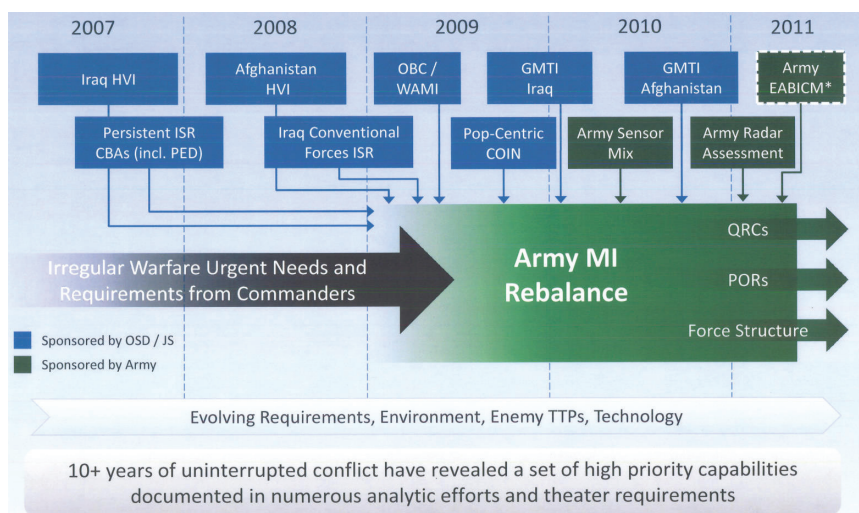 2007
2008
2009
2010
2011
Iraq HVI
Afghanistan
HVI
OBC /
WAMI
GMTI
Iraq
GMTI
Afghanistan
Army
EABICM*
Persistent ISR
CBAs (incl. PED)
Iraq Conventional
Forces ISR
Pop-Centric
COIN
Army Sensor
Mix
Army Radar
Assessment
Irregular Warfare Urgent Needs and
Requirements from Commanders
Army MI
Rebalance
QRCs
PORs
Force Structure
Sponsored by OSD / JS
Sponsored by Army
Evolving Requirements, Environment, Enemy TTPs, Technology
10+ years of uninterrupted conflict have revealed a set of high priority capabilities
documented in numerous analytic efforts and theater requirements